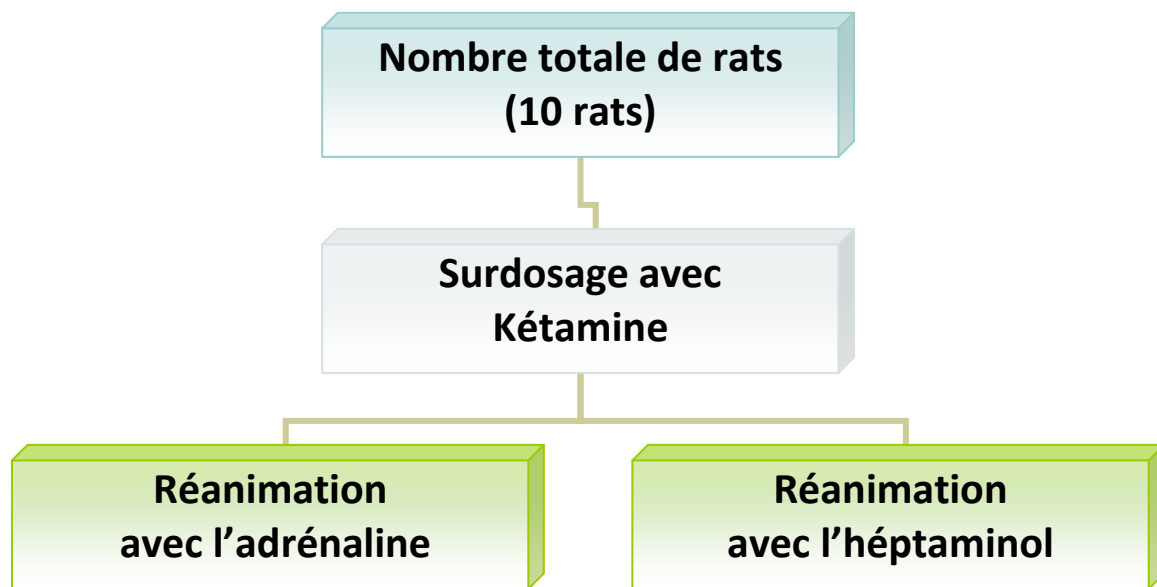 Nombre totale de rats
(10 rats)
Surdosage avec
Kétamine
Réanimation
avec l’adrénaline
Réanimation
avec l’héptaminol